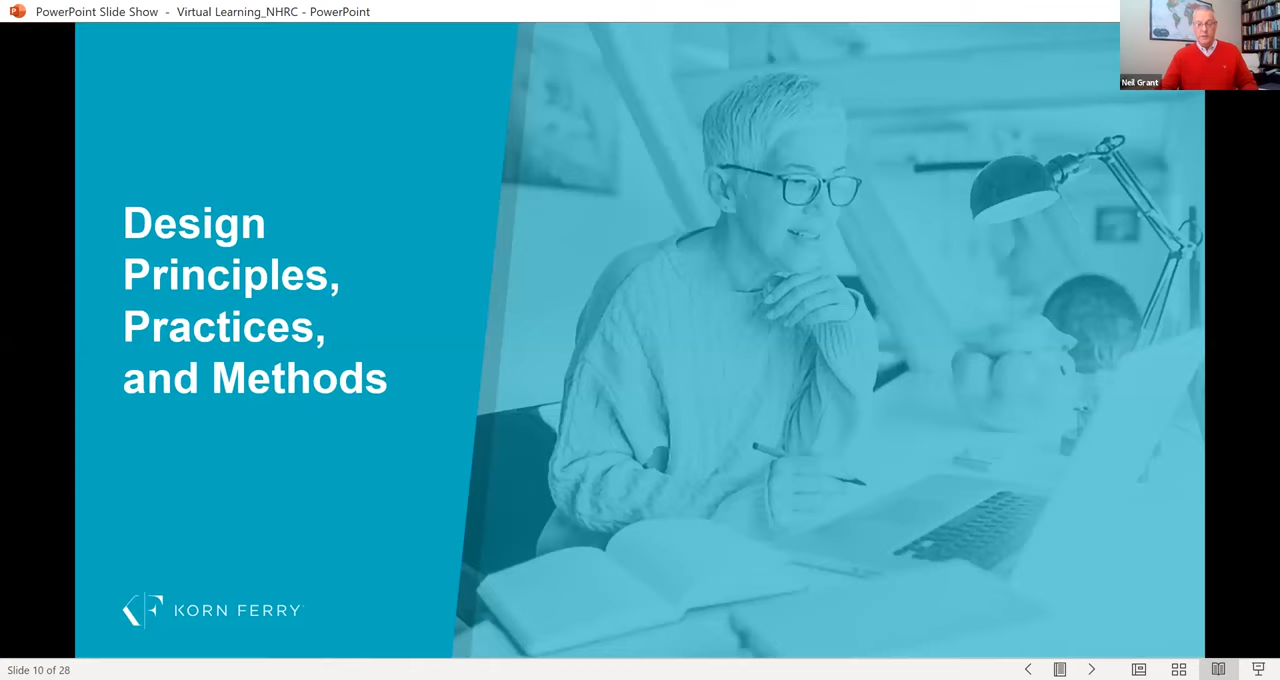 PowerPoint Slide Show - Virtual Learning_NHRC - PowerPoint
Neil Grant
Design
Principles,
Practices,
and Methods
KORN FERRY
Slide 10 of 28